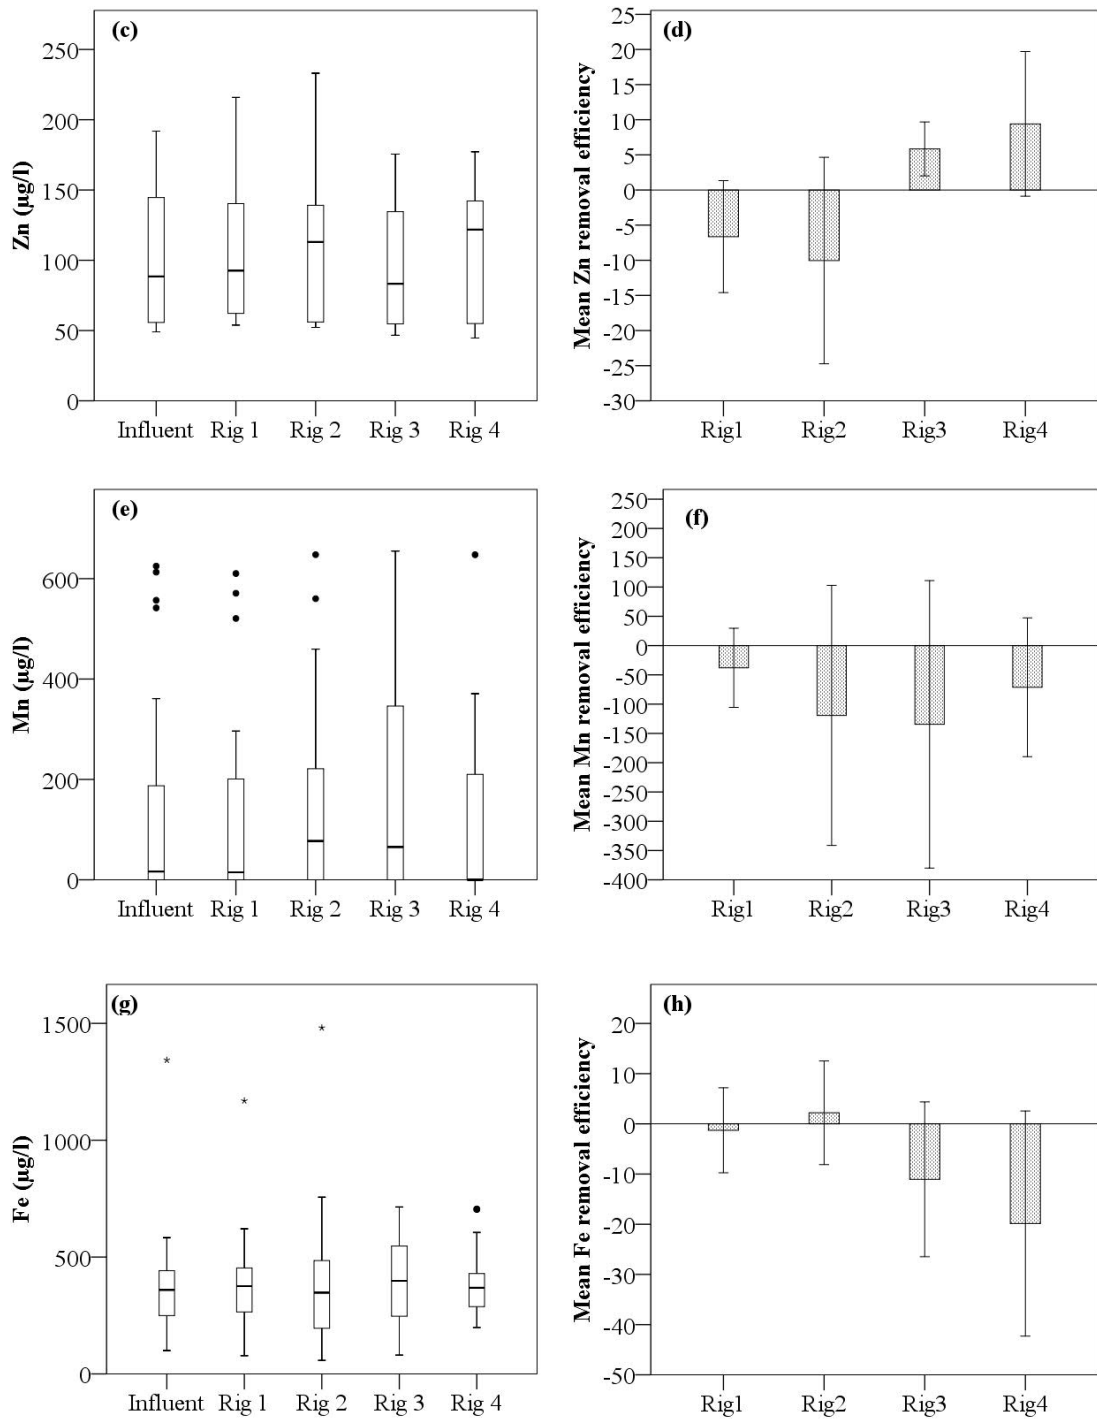 (c)
Zn (µg/l)
250
200
150
100
50
0
Influent Rig 1 Rig 2 Rig 3 Rig 4
(d)
Mean Zn removal efficiency
25
20
15
10
5
0
-5
-10
-15
-20
-25
-30
Rig1 Rig2 Rig3 Rig4
(e)
Mn (µg/l)
600
400
200
0
Influent Rig 1 Rig 2 Rig 3 Rig 4
(f)
Mean Mn removal efficiency
250
200
150
100
50
0
-50
-100
-150
-200
-250
-300
-350
-400
Rig1 Rig2 Rig3 Rig4
(g)
Fe (µg/l)
1500
1000
500
0
Influent Rig 1 Rig 2 Rig 3 Rig 4
(h)
Mean Fe removal efficiency
20
10
0
-10
-20
-30
-40
-50
Rig1 Rig2 Rig3 Rig4